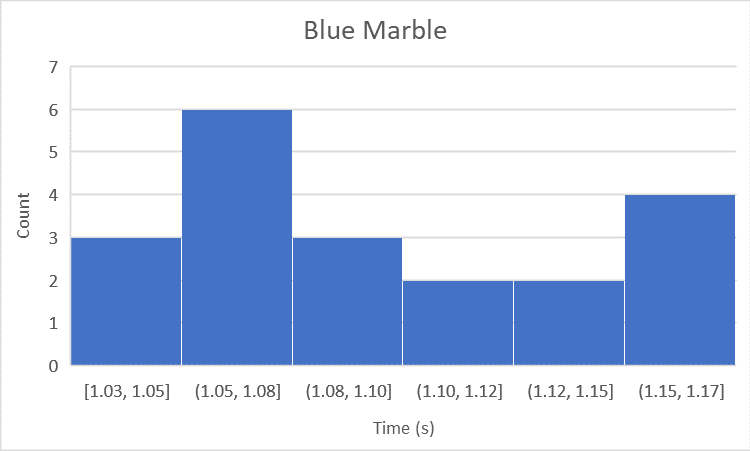 Blue Marble
7
6
5
4
3
2
1
0
Count
[1.03, 1.05] (1.05, 1.08] (1.08, 1.10] (1.10, 1.12] (1.12, 1.15] (1.15, 1.17]
Time (s)